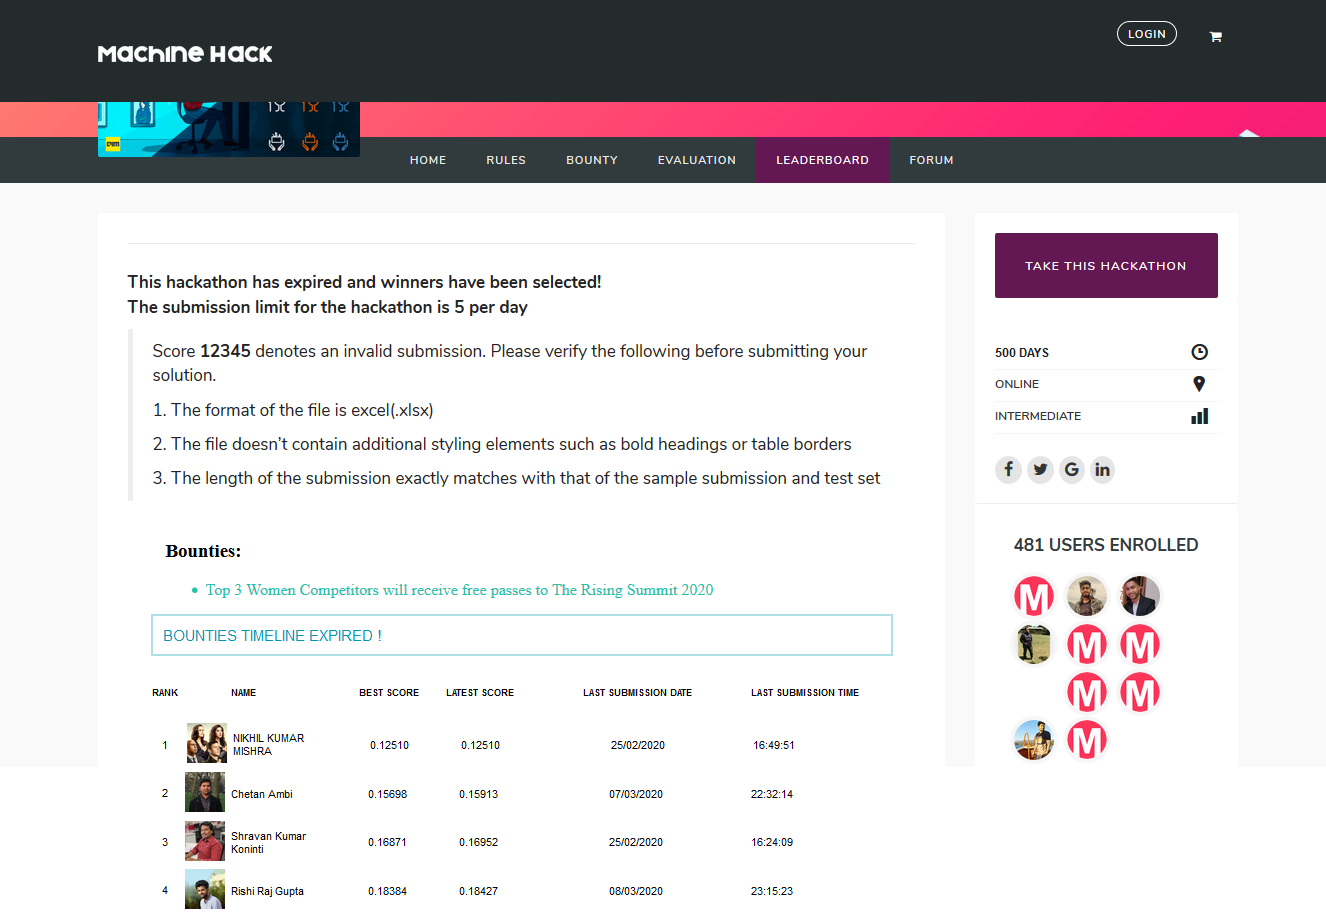 MACHINE HACK
LOGIN
HOME
RULES
BOUNTY
EVALUATION
LEADERBOARD
FORUM
This hackathon has expired and winners have been selected!
The submission limit for the hackathon is 5 per day
Score 12345 denotes an invalid submission. Please verify the following before submitting your
solution.
1. The format of the file is excel(.xlsx)
2. The file doesn’t contain additional styling elements such as bold headings or table borders
3. The length of the submission exactly matches with that of the sample submission and test set
Bounties:
• Top 3 Women Competitors will receive free passes to The Rising Summit 2020
BOUNTIES TIMELINE EXPIRED !
RANK NAME BEST SCORE LATEST SCORE LAST SUBMISSION DATE LAST SUBMISSION TIME
1 NIKHIL KUMAR 0.12510 0.12510 25/02/2020 16:49:51
MISHRA
2 Chetan Ambi 0.15698 0.15913 07/03/2020 22:32:14
3 Shravan Kumar 0.16871 0.16952 25/02/2020 16:24:09
Koninti
4 Rishi Raj Gupta 0.18384 0.18427 08/03/2020 23:15:23
TAKE THIS HACKATHON
500 DAYS
ONLINE
INTERMEDIATE
481 USERS ENROLLED
M
M M
M M
M